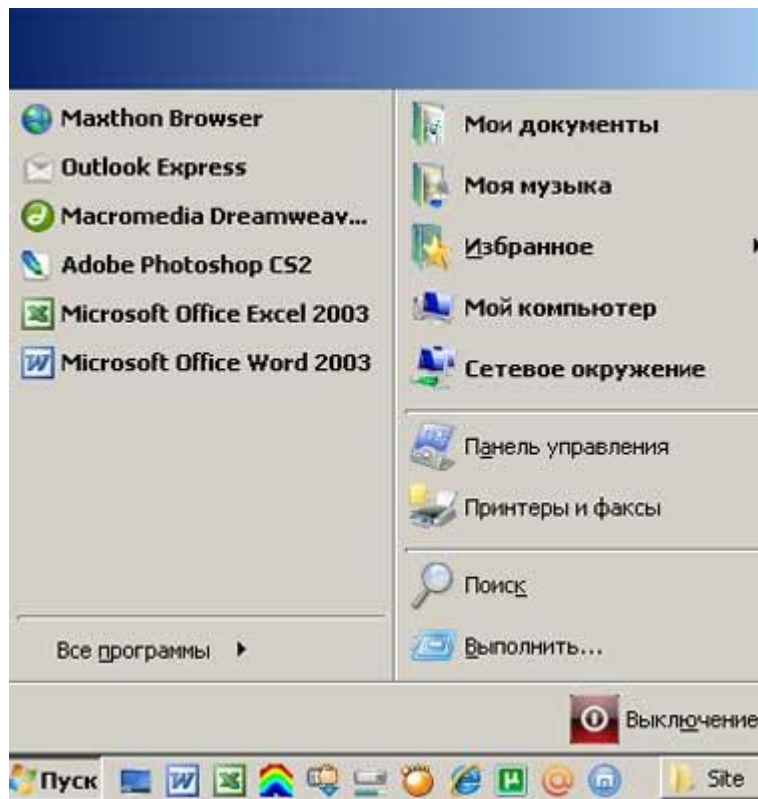 Maxthon Browser
Outlook Express
Macromedia Dreamweav...
Adobe Photoshop CS2
Microsoft Office Excel 2003
Microsoft Office Word 2003
Все программы
Мои документы
Моя музыка
Избранное
Мой компьютер
Сетевое окружение
Панель управления
Принтеры и факсы
Поиск
Выполнить...
Выключение
Пуск
Site